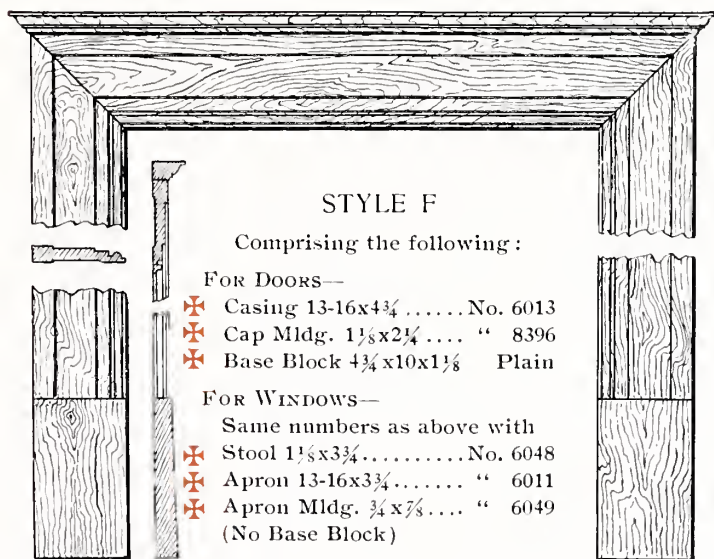 STYLE F
Comprising the following:
FOR DOORS—
✠ Casing 13-16x4¾......No. 6013
✠ Cap Mldg. 1⅛x2¼.... “ 8396
✠ Base Block 4¾x10x1⅛ Plain
FOR WINDOWS—
Same numbers as above with
✠ Stool 1⅛x3¾..........No. 6048
✠ Apron 13-16x3¾....... “ 6011
✠ Apron Mldg. ¾x⅞.... “ 6049
(No Base Block)